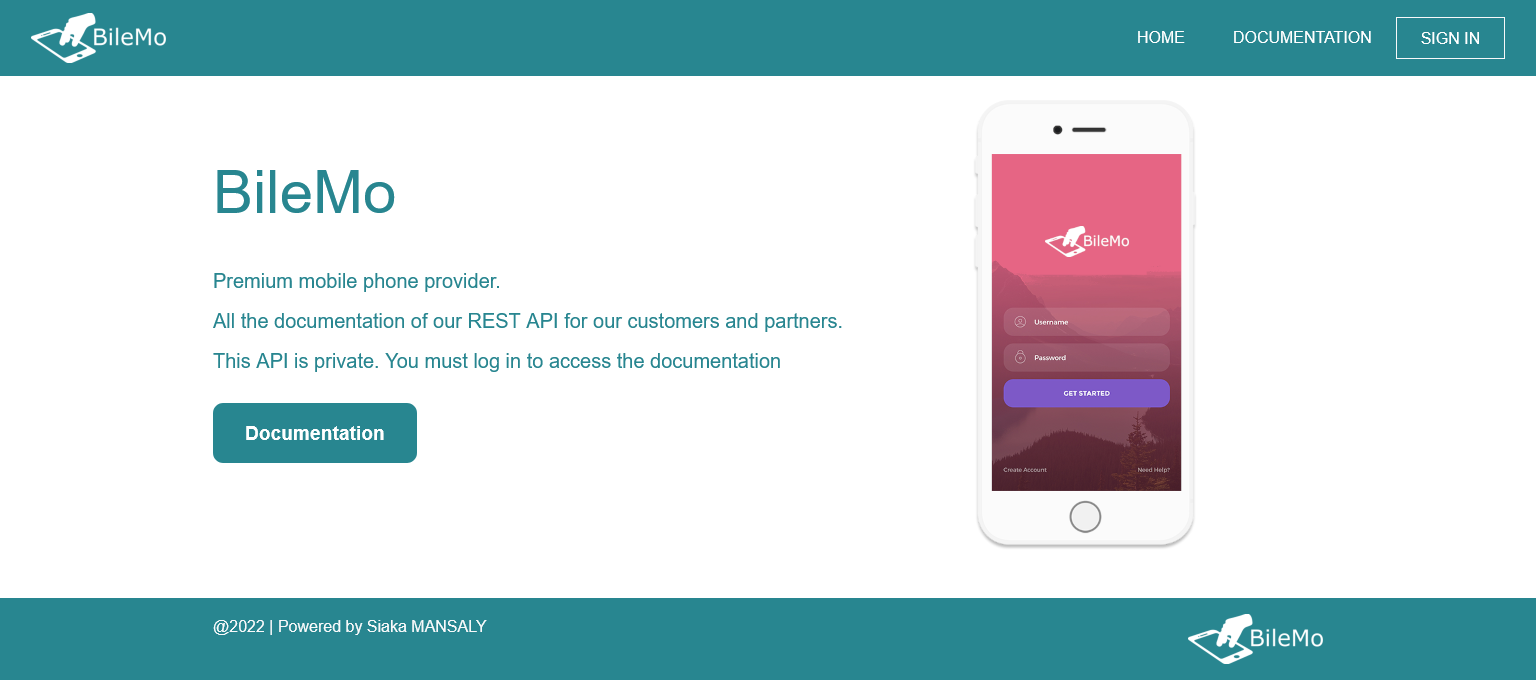 BileMo
HOME
DOCUMENTATION
SIGN IN
BileMo
Premium mobile phone provider.
All the documentation of our REST API for our customers and partners.
This API is private. You must log in to access the documentation
Documentation
BileMo
Username
Password
GET STARTED
Create Account
Need Help?
@2022 | Powered by Siaka MANSALY
BileMo